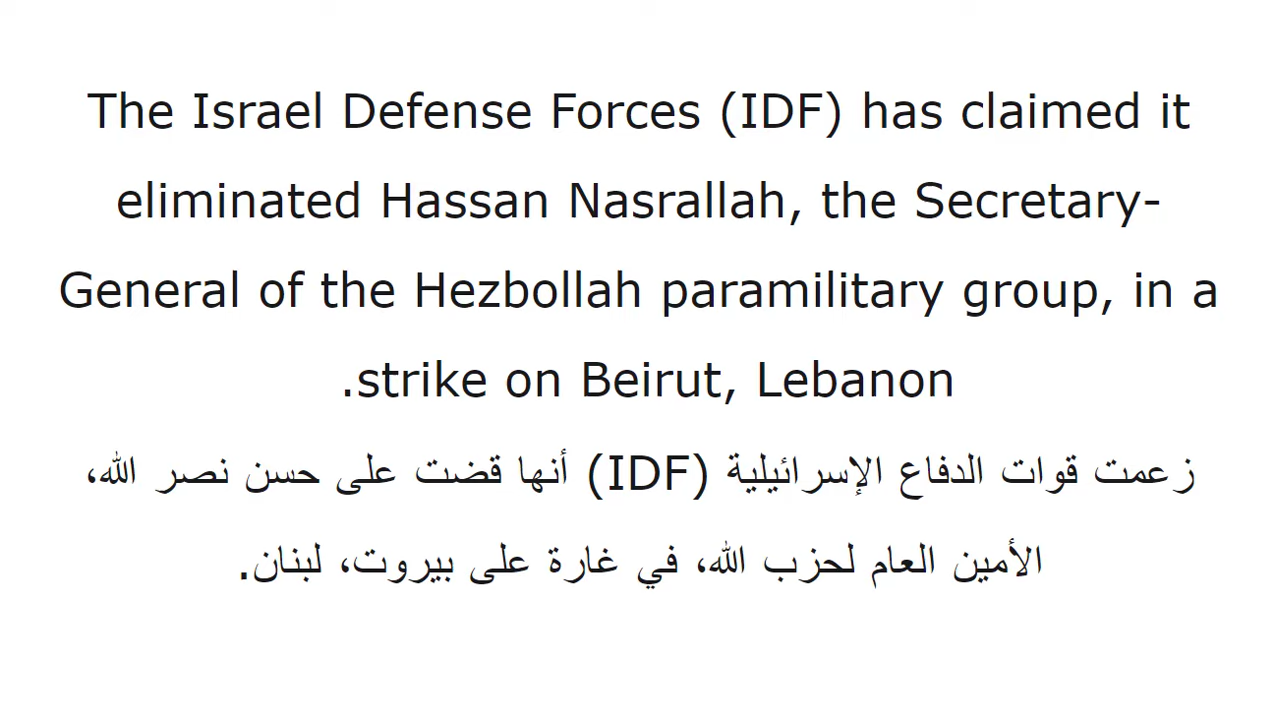 The Israel Defense Forces (IDF) has claimed it
eliminated Hassan Nasrallah, the Secretary-
General of the Hezbollah paramilitary group, in a
.strike on Beirut, Lebanon
زعمت قوات الدفاع الإسرائيلية (IDF) أنها قضت على حسن نصر الله،
الأمين العام لحزب الله، في غارة على بيروت، لبنان.